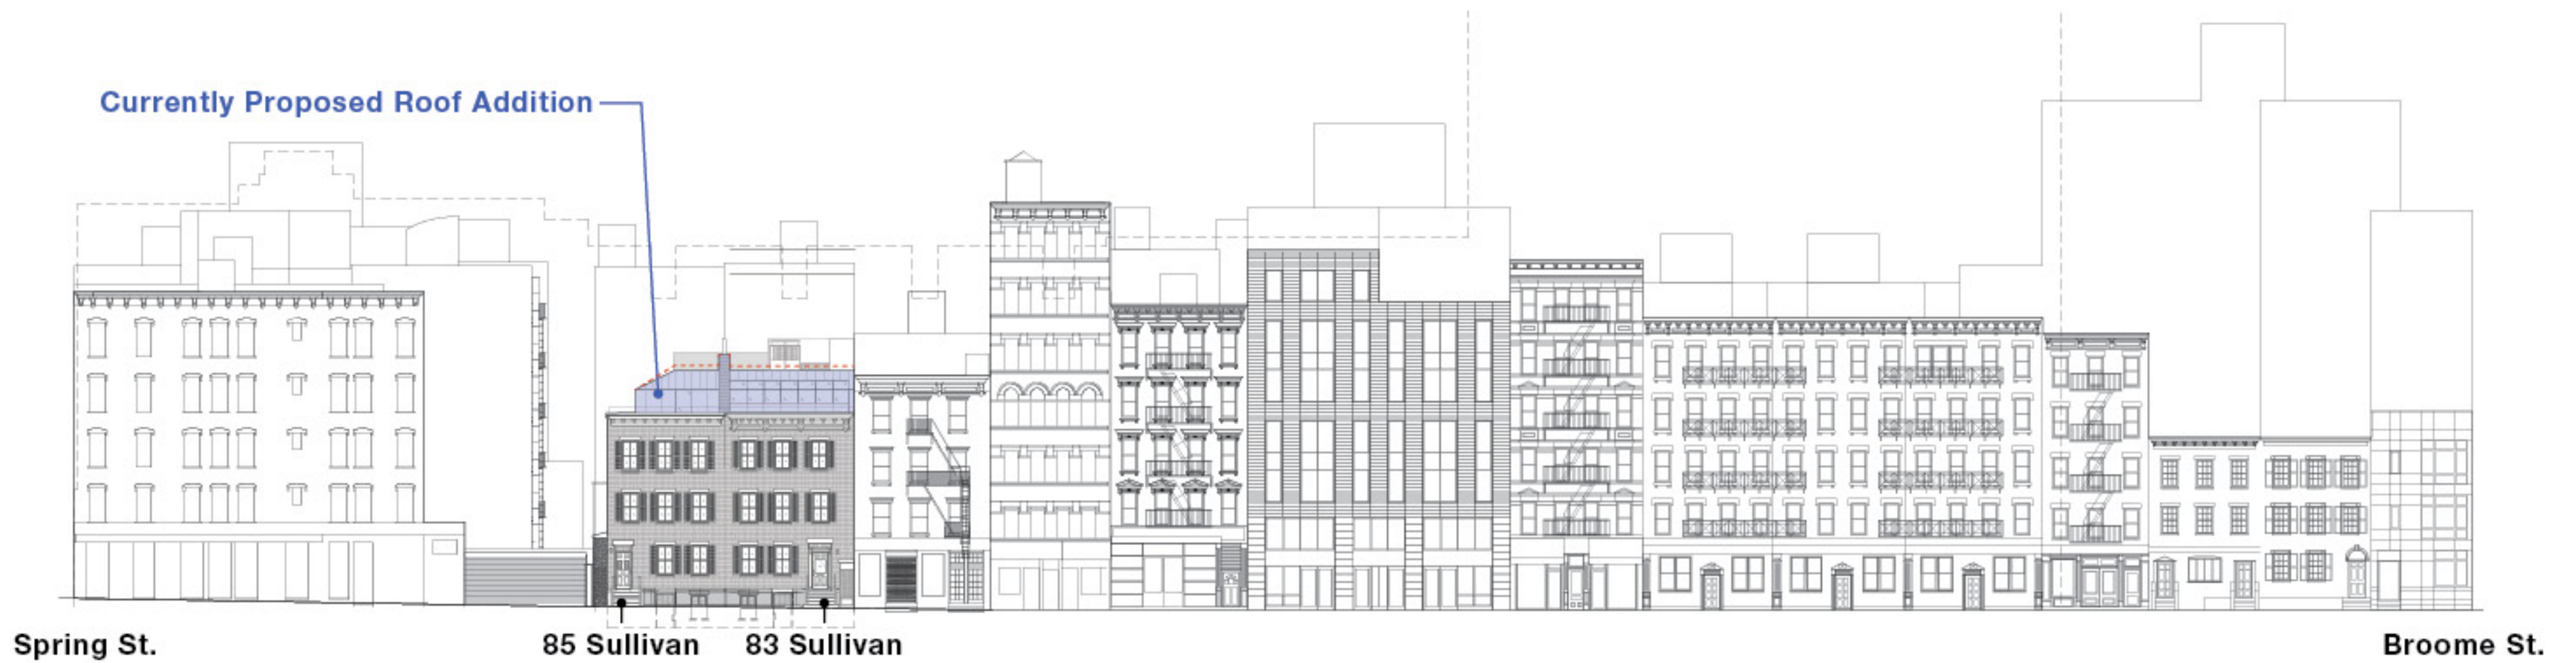 Currently Proposed Roof Addition
Spring St.
85 Sullivan
83 Sullivan
Broome St.